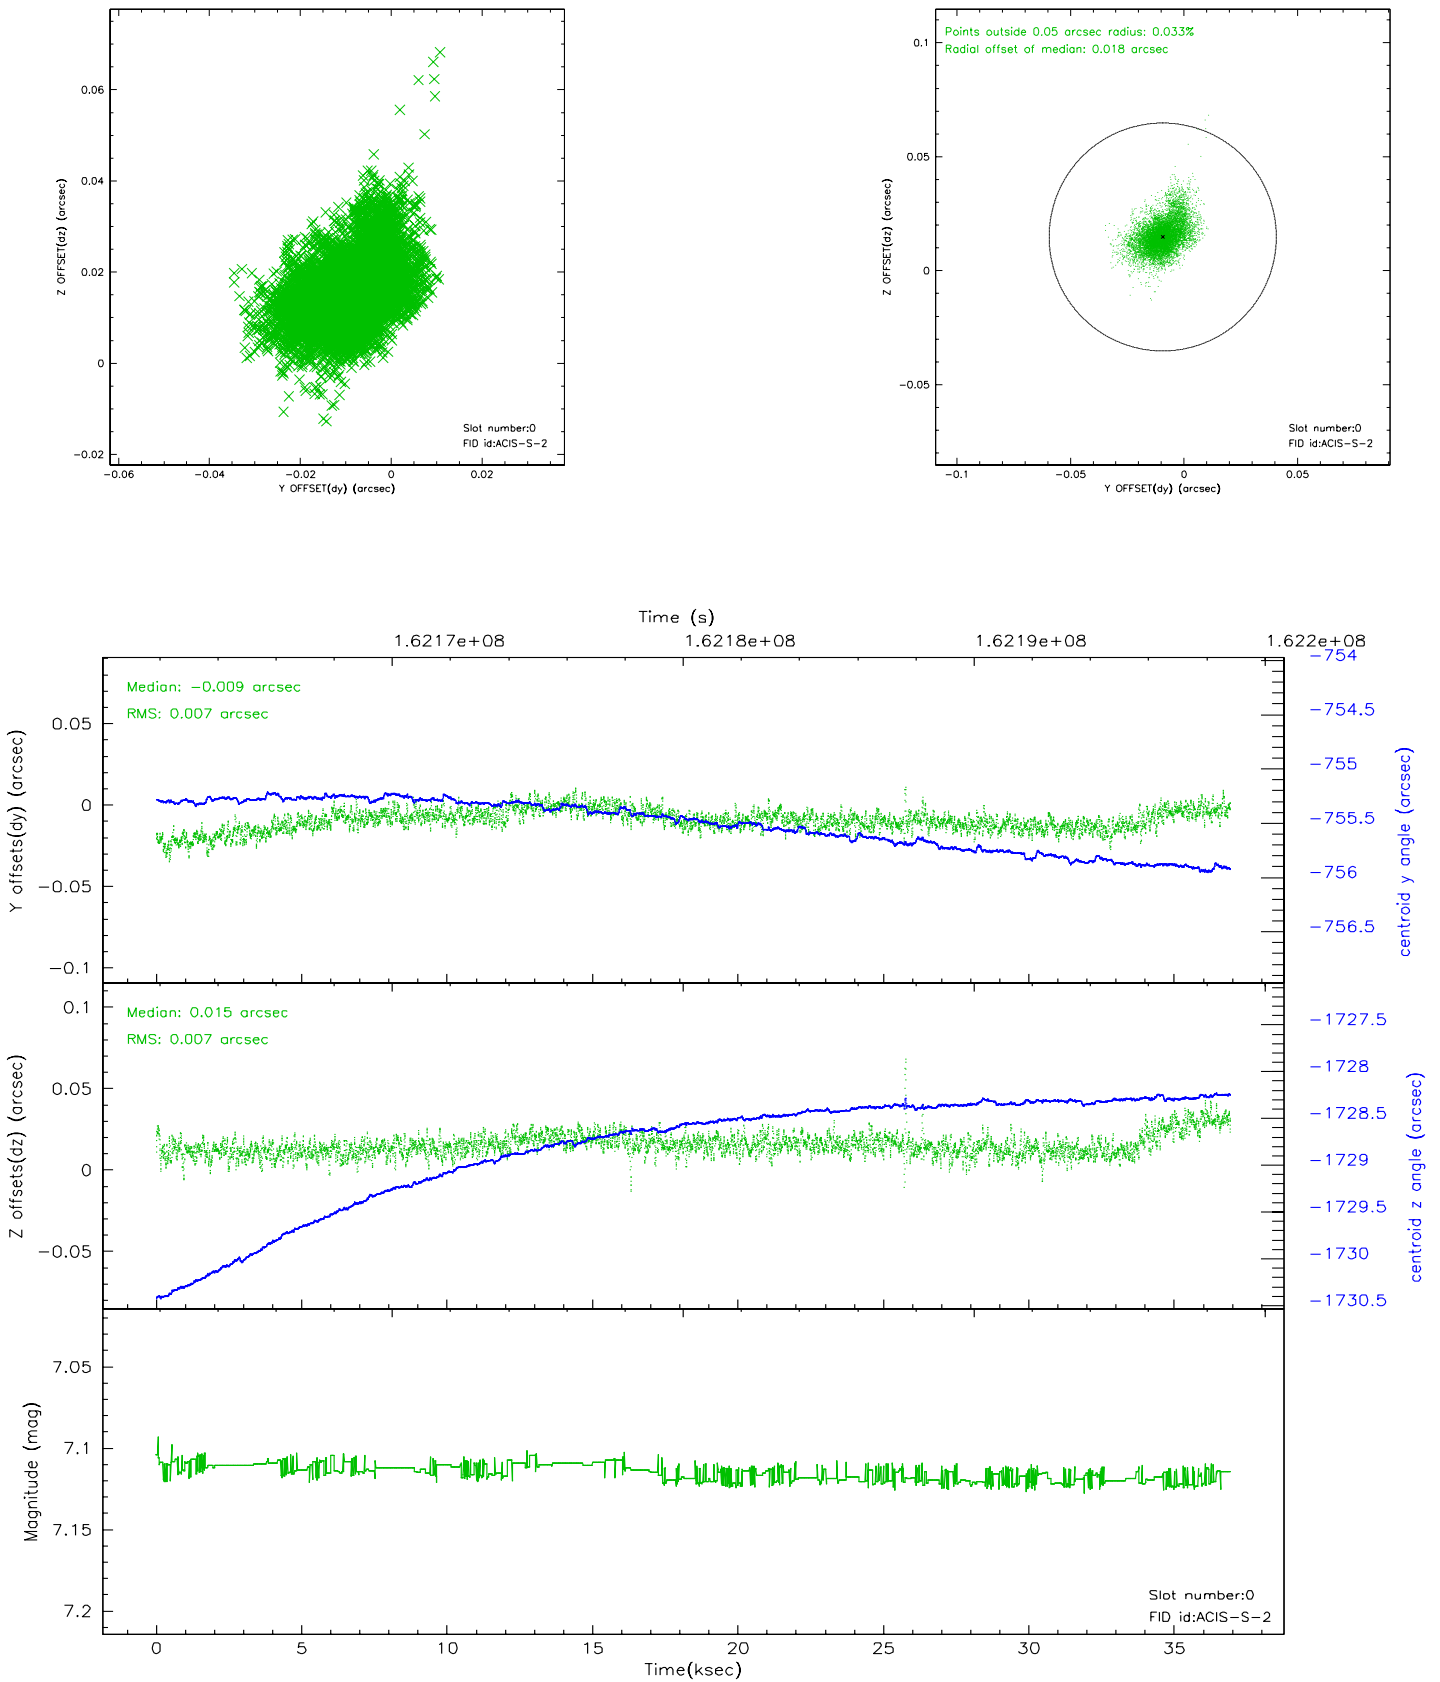 0.06
0.04
0.02
0
-0.02
-0.06
-0.04
-0.02
0
0.02
Z OFFSET(dz) (arcsec)
Y OFFSET(dy) (arcsec)
Slot number:0
FID id:ACIS-S-2
Points outside 0.05 arcsec radius: 0.033%
Radial offset of median: 0.018 arcsec
0.1
0.05
0
-0.05
-0.1
-0.05
0
0.05
Z OFFSET(dz) (arcsec)
Y OFFSET(dy) (arcsec)
Slot number:0
FID id:ACIS-S-2
Time (s)
1.6217e+08
1.6218e+08
1.6219e+08
1.622e+08
Median: -0.009 arcsec
RMS: 0.007 arcsec
0.05
0
-0.05
-0.1
Y offsets(dy) (arcsec)
-754
-754.5
-755
-755.5
-756
-756.5
centroid y angle (arcsec)
Median: 0.015 arcsec
RMS: 0.007 arcsec
0.1
0.05
0
-0.05
Z offsets(dz) (arcsec)
-1727.5
-1728
-1728.5
-1729
-1729.5
-1730
-1730.5
centroid z angle (arcsec)
7.05
7.1
7.15
7.2
Magnitude (mag)
Slot number:0
FID id:ACIS-S-2
0
5
10
15
20
25
30
35
Time(ksec)